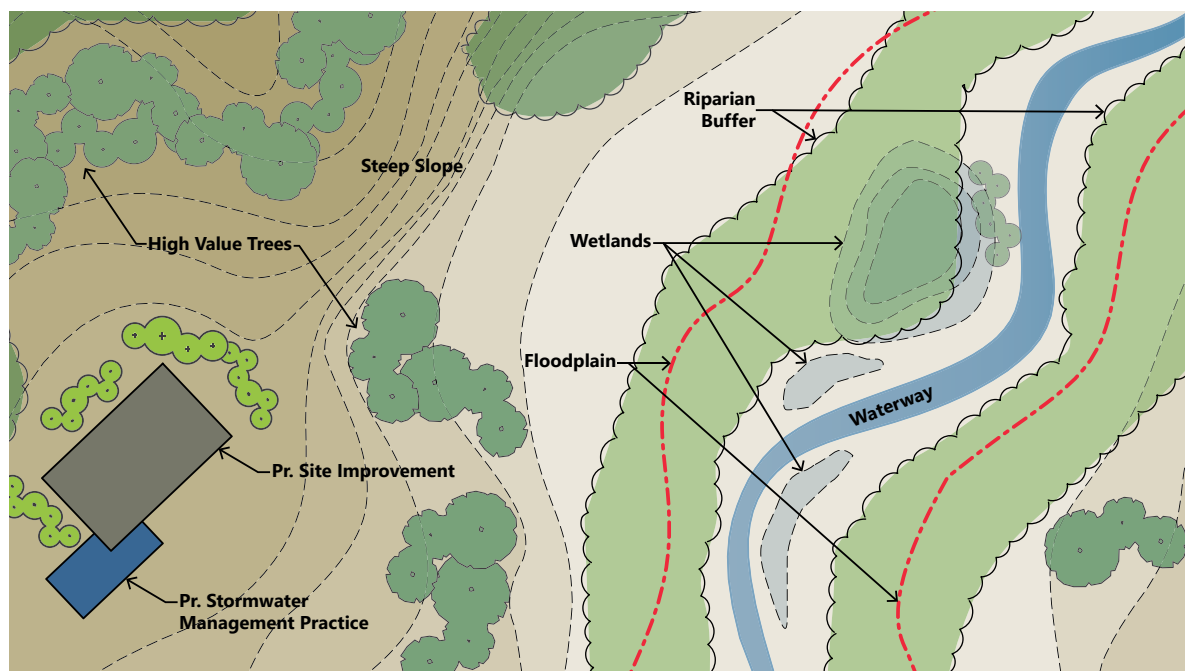 Riparian
Buffer
Steep Slope
High Value Trees
Wetlands
Floodplain
Waterway
Pr. Site Improvement
Pr. Stormwater
Management Practice